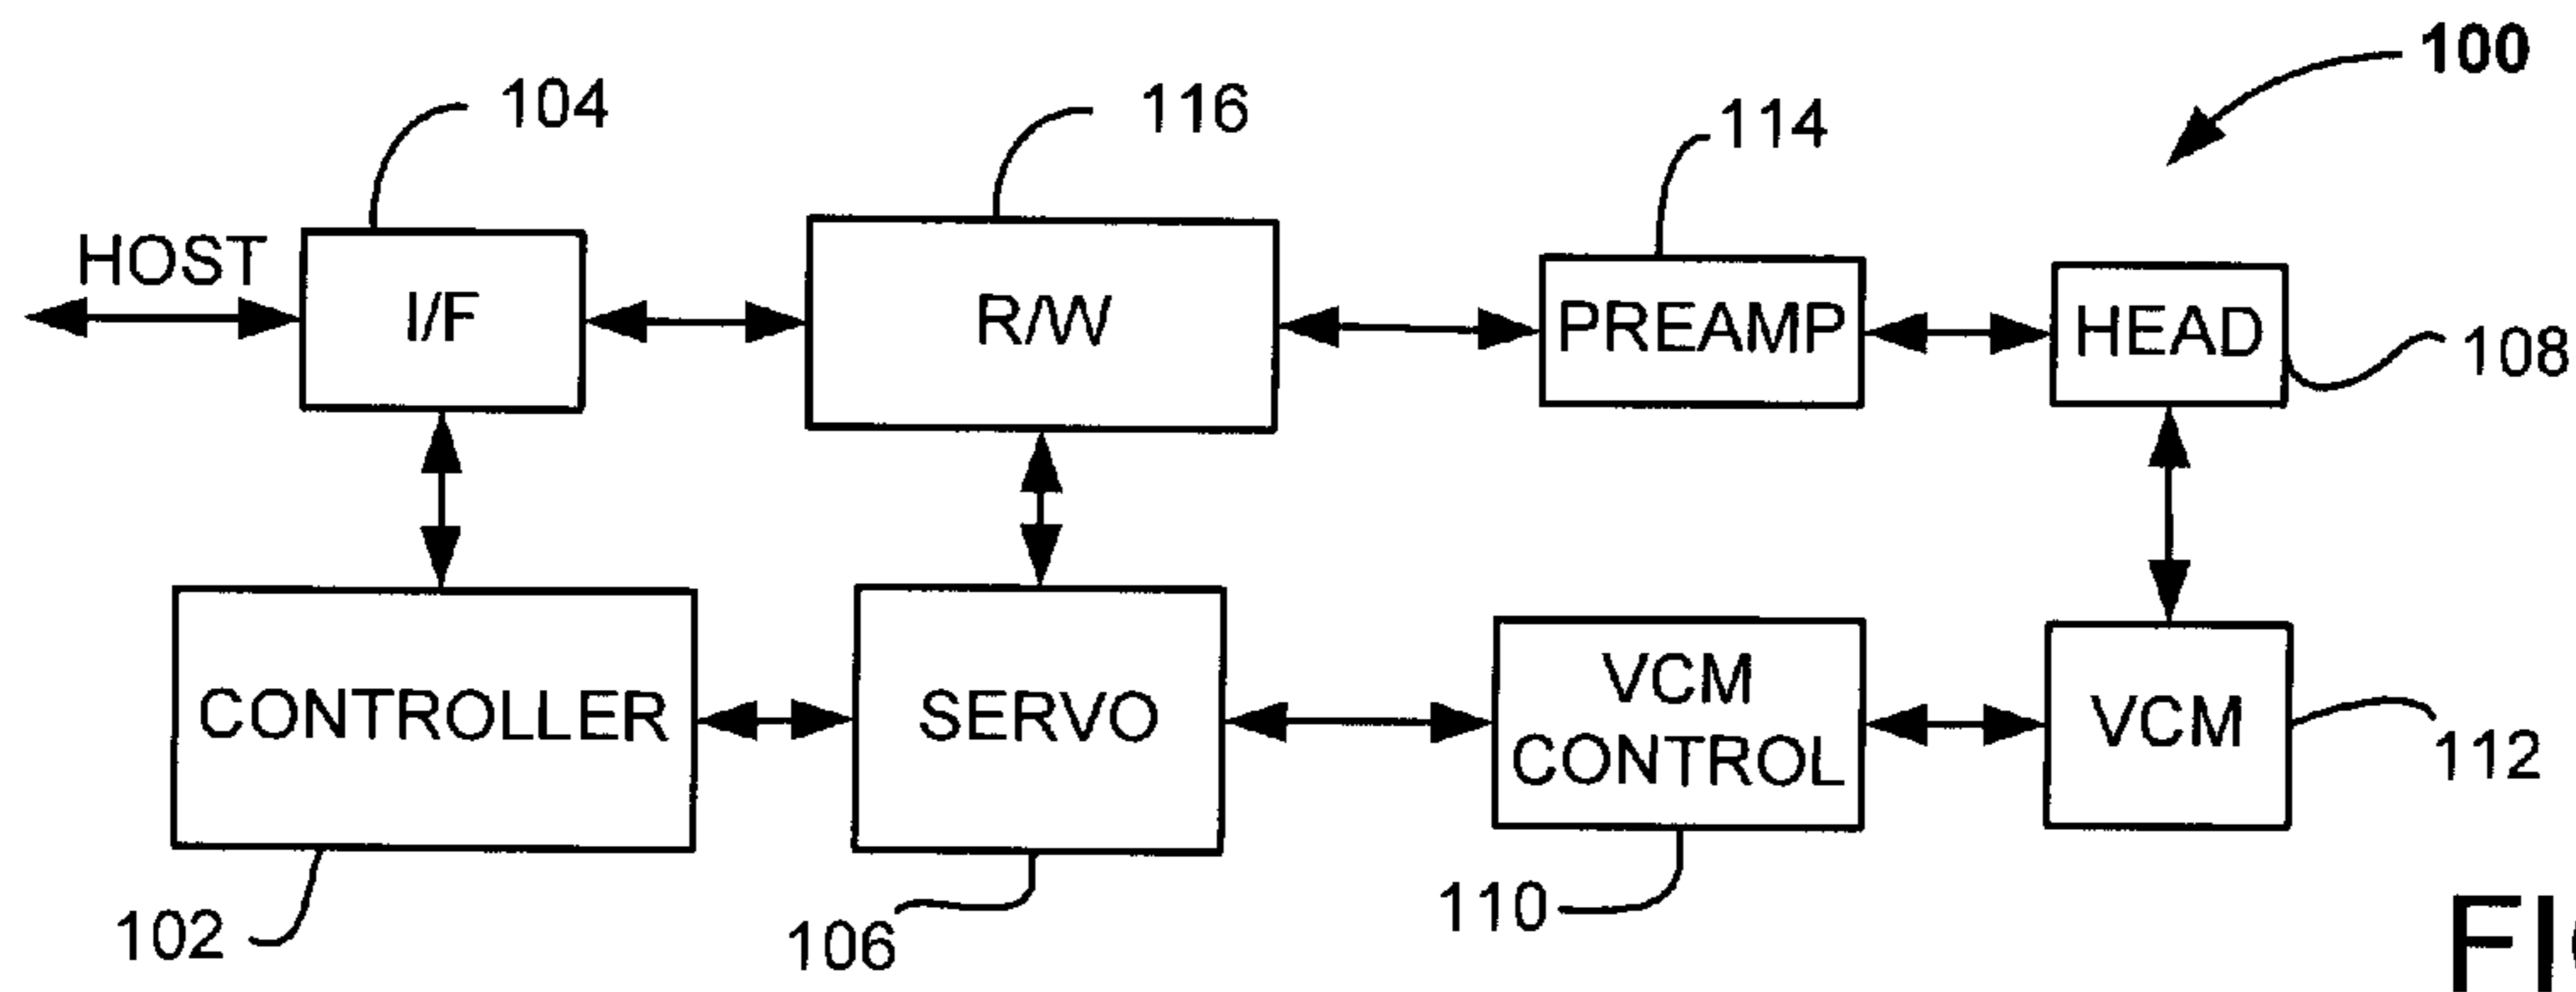 100
104
116
114
HOST
I/F
R/W
PREAMP
HEAD
108
CONTROLLER
SERVO
VCM
CONTROL
VCM
112
102
106
110